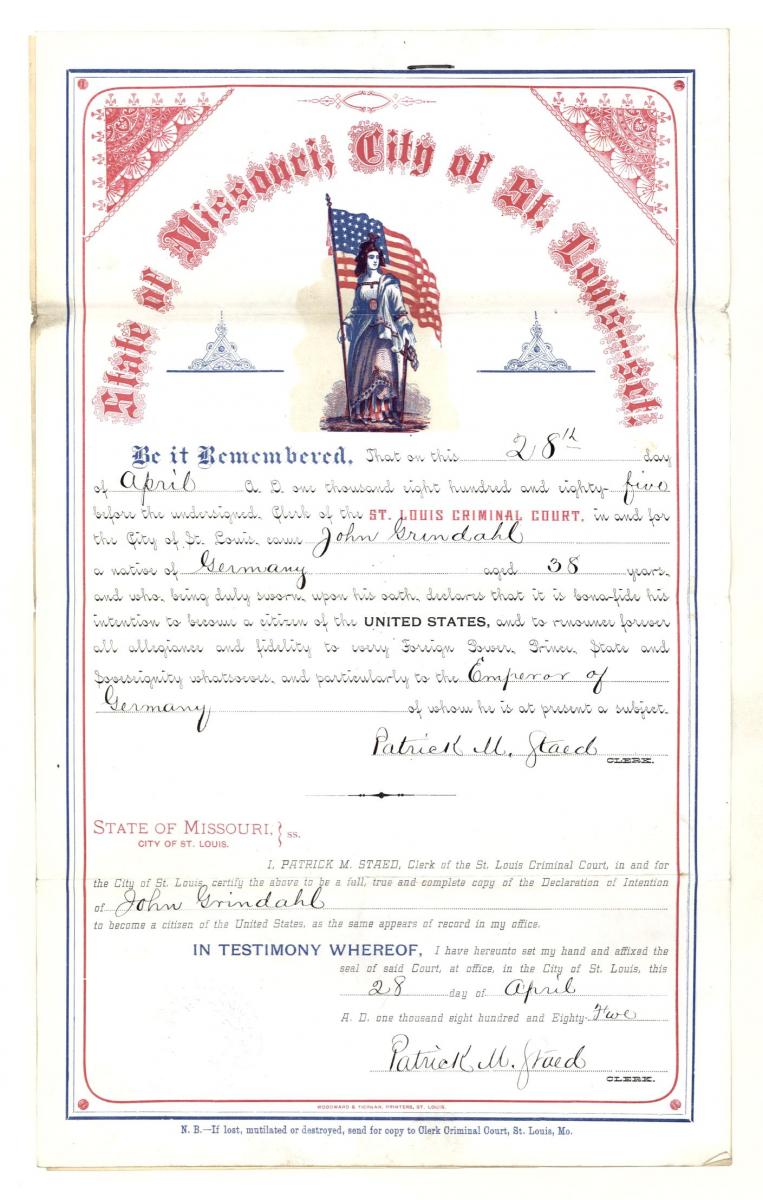 State of Missouri, City of St. Louis--sct.
Be it Remembered, That on this 28th day
of April A. D. one thousand eight hundred and eighty-five
before the undersigned, Clerk of the ST. LOUIS CRIMINAL COURT, in and for
the City of St. Louis, came John Grindahl
a native of Germany aged 38 years,
and who, being duly sworn, upon his oath, declares that it is bona-fide his
intention to become a citizen of the UNITED STATES, and to renounce forever
all allegiance and fidelity to every Foreign Power, Prince, State and
Sovereignity whatsoever, and particularly to the Emperor of
Germany of whom he is at present a subject.
Patrick M. Staed
CLERK.
STATE OF MISSOURI, } ss.
CITY OF ST. LOUIS.
I, PATRICK M. STAED, Clerk of the St. Louis Criminal Court, in and for
the City of St. Louis, certify the above to be a full, true and complete copy of the Declaration of Intention
of John Grindahl
to become a citizen of the United States, as the same appears of record in my office.
IN TESTIMONY WHEREOF, I have hereunto set my hand and affixed the
seal of said Court, at office, in the City of St. Louis, this
28 day of April
A. D. one thousand eight hundred and Eighty-Five
Patrick M. Staed
CLERK.
WOODWARD & TIERNAN, PRINTERS, ST. LOUIS.
N. B.—If lost, mutilated or destroyed, send for copy to Clerk Criminal Court, St. Louis, Mo.